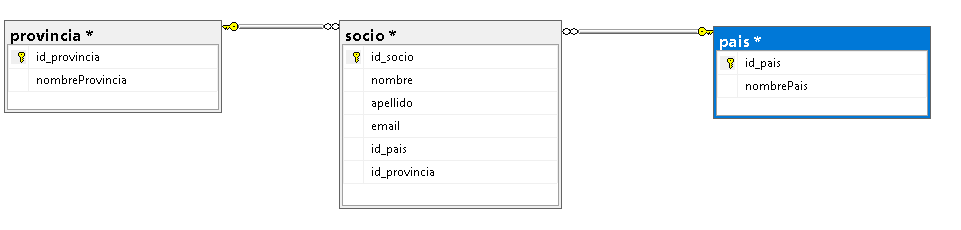 provincia *
id_provincia
nombreProvincia
socio *
id_socio
nombre
apellido
email
id_pais
id_provincia
pais *
id_pais
nombrePais